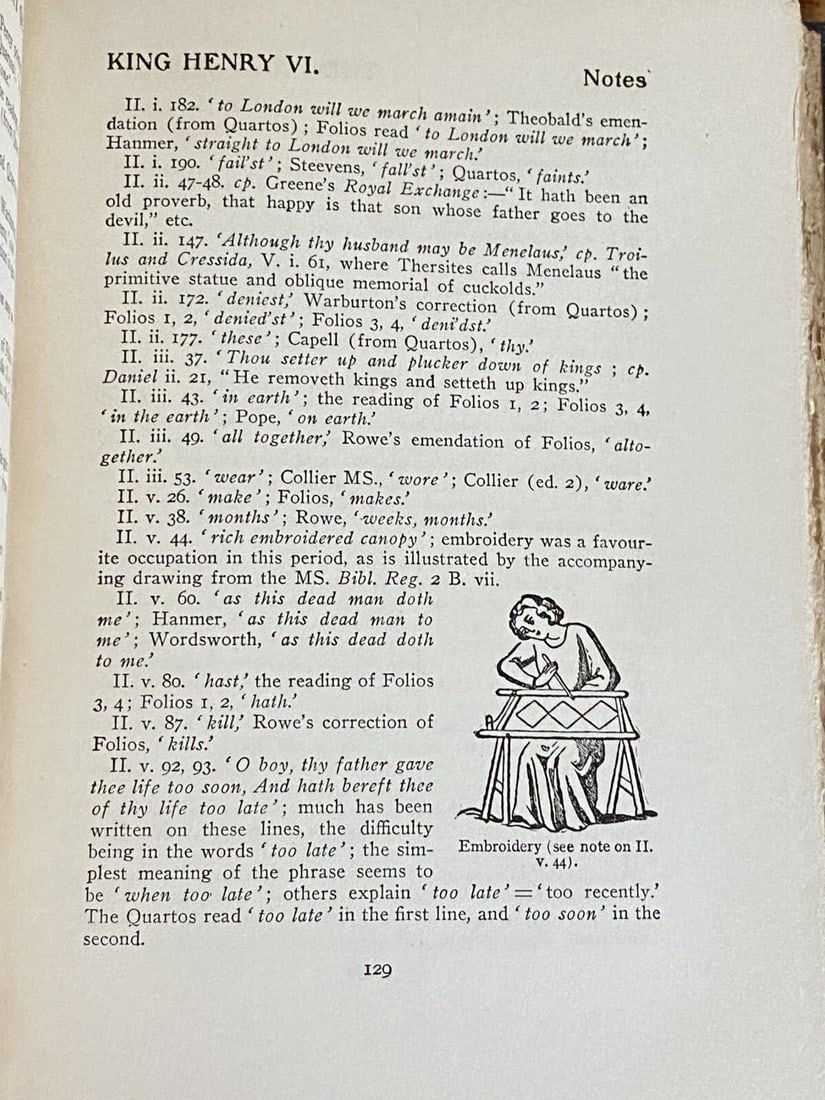 KING HENRY VI.
Notes
II. i. 182. ‘to London will we march amain’; Theobald's emen-
dation (from Quartos); Folios read ‘to London will we march’;
Hanmer, ‘straight to London will we march.’
II. i. 190. ‘fail'st’; Steevens, ‘fall'st’; Quartos, ‘faints.’
II. ii. 47-48. cp. Greene's Royal Exchange:—“It hath been an
old proverb, that happy is that son whose father goes to the
devil,” etc.
II. ii. 147. ‘Although thy husband may be Menelaus,’ cp. Troi-
lus and Cressida, V. i. 61, where Thersites calls Menelaus “the
primitive statue and oblique memorial of cuckolds.”
II. ii. 172. ‘deniest,’ Warburton's correction (from Quartos);
Folios 1, 2, ‘denied'st’; Folios 3, 4, ‘deni'dst.’
II. ii. 177. ‘these’; Capell (from Quartos), ‘thy.’
II. iii. 37. ‘Thou setter up and plucker down of kings; cp.
Daniel ii. 21, “He removeth kings and setteth up kings.”
II. iii. 43. ‘in earth’; the reading of Folios 1, 2; Folios 3, 4,
‘in the earth’; Pope, ‘on earth.’
II. iii. 49. ‘all together,’ Rowe's emendation of Folios, ‘alto-
gether.’
II. iii. 53. ‘wear’; Collier MS., ‘wore’; Collier (ed. 2), ‘ware.’
II. v. 26. ‘make’; Folios, ‘makes.’
II. v. 38. ‘months’; Rowe, ‘weeks, months.’
II. v. 44. ‘rich embroidered canopy’; embroidery was a favour-
ite occupation in this period, as is illustrated by the accompany-
ing drawing from the MS. Bibl. Reg. 2 B. vii.
II. v. 60. ‘as this dead man doth
me’; Hanmer, ‘as this dead man to
me’; Wordsworth, ‘as this dead doth
to me.’
II. v. 80. ‘hast,’ the reading of Folios
3, 4; Folios 1, 2, ‘hath.’
II. v. 87. ‘kill,’ Rowe's correction of
Folios, ‘kills.’
II. v. 92, 93. ‘O boy, thy father gave
thee life too soon, And hath bereft thee
of thy life too late’; much has been
written on these lines, the difficulty
being in the words ‘too late’; the sim-
plest meaning of the phrase seems to
be ‘when too late’; others explain ‘too late’=‘too recently.’
The Quartos read ‘too late’ in the first line, and ‘too soon’ in the
second.
Embroidery (see note on II.
v. 44).
129